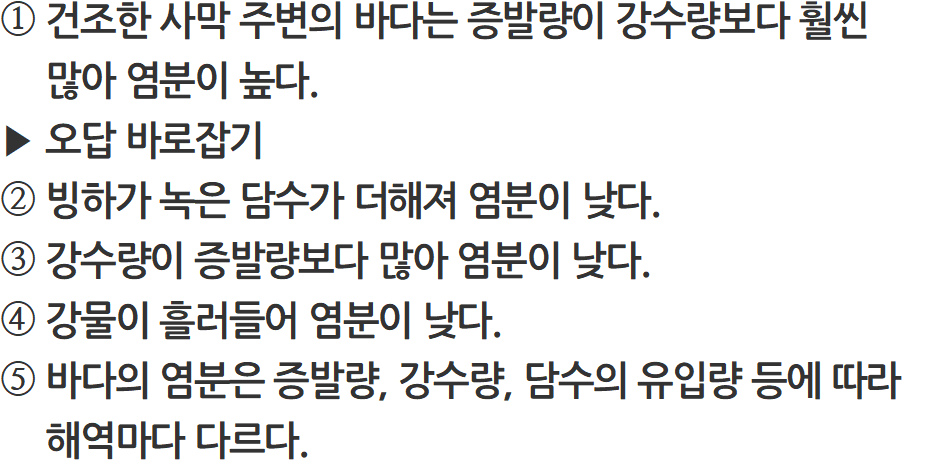 ① 건조한 사막 주변의 바다는 증발량이 강수량보다 훨씬
많아 염분이 높다.
▶ 오답 바로잡기
② 빙하가 녹은 담수가 더해져 염분이 낮다.
③ 강수량이 증발량보다 많아 염분이 낮다.
④ 강물이 흘러들어 염분이 낮다.
⑤ 바다의 염분은 증발량, 강수량, 담수의 유입량 등에 따라
해역마다 다르다.